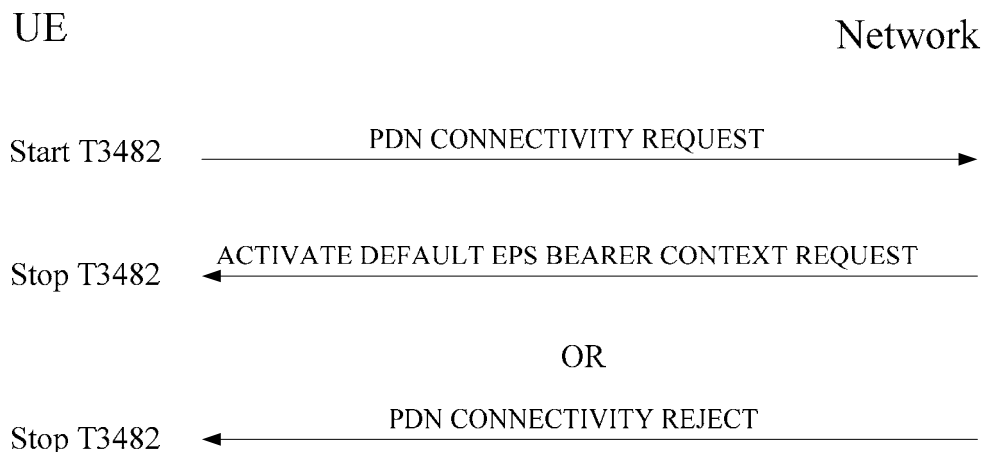 UE
Network
Start T3482
PDN CONNECTIVITY REQUEST
Stop T3482
ACTIVATE DEFAULT EPS BEARER CONTEXT REQUEST
OR
Stop T3482
PDN CONNECTIVITY REJECT